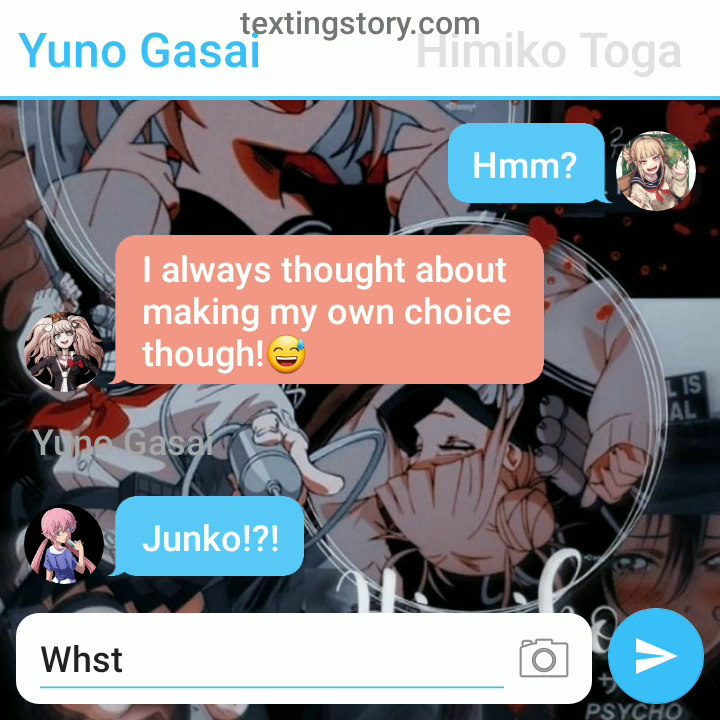 textingstory.com
Yuno Gasai
Himiko Toga
Hmm?
I always thought about
making my own choice
though!😅
Yuno Gasai
Junko!?!
Whst
PSYCHO